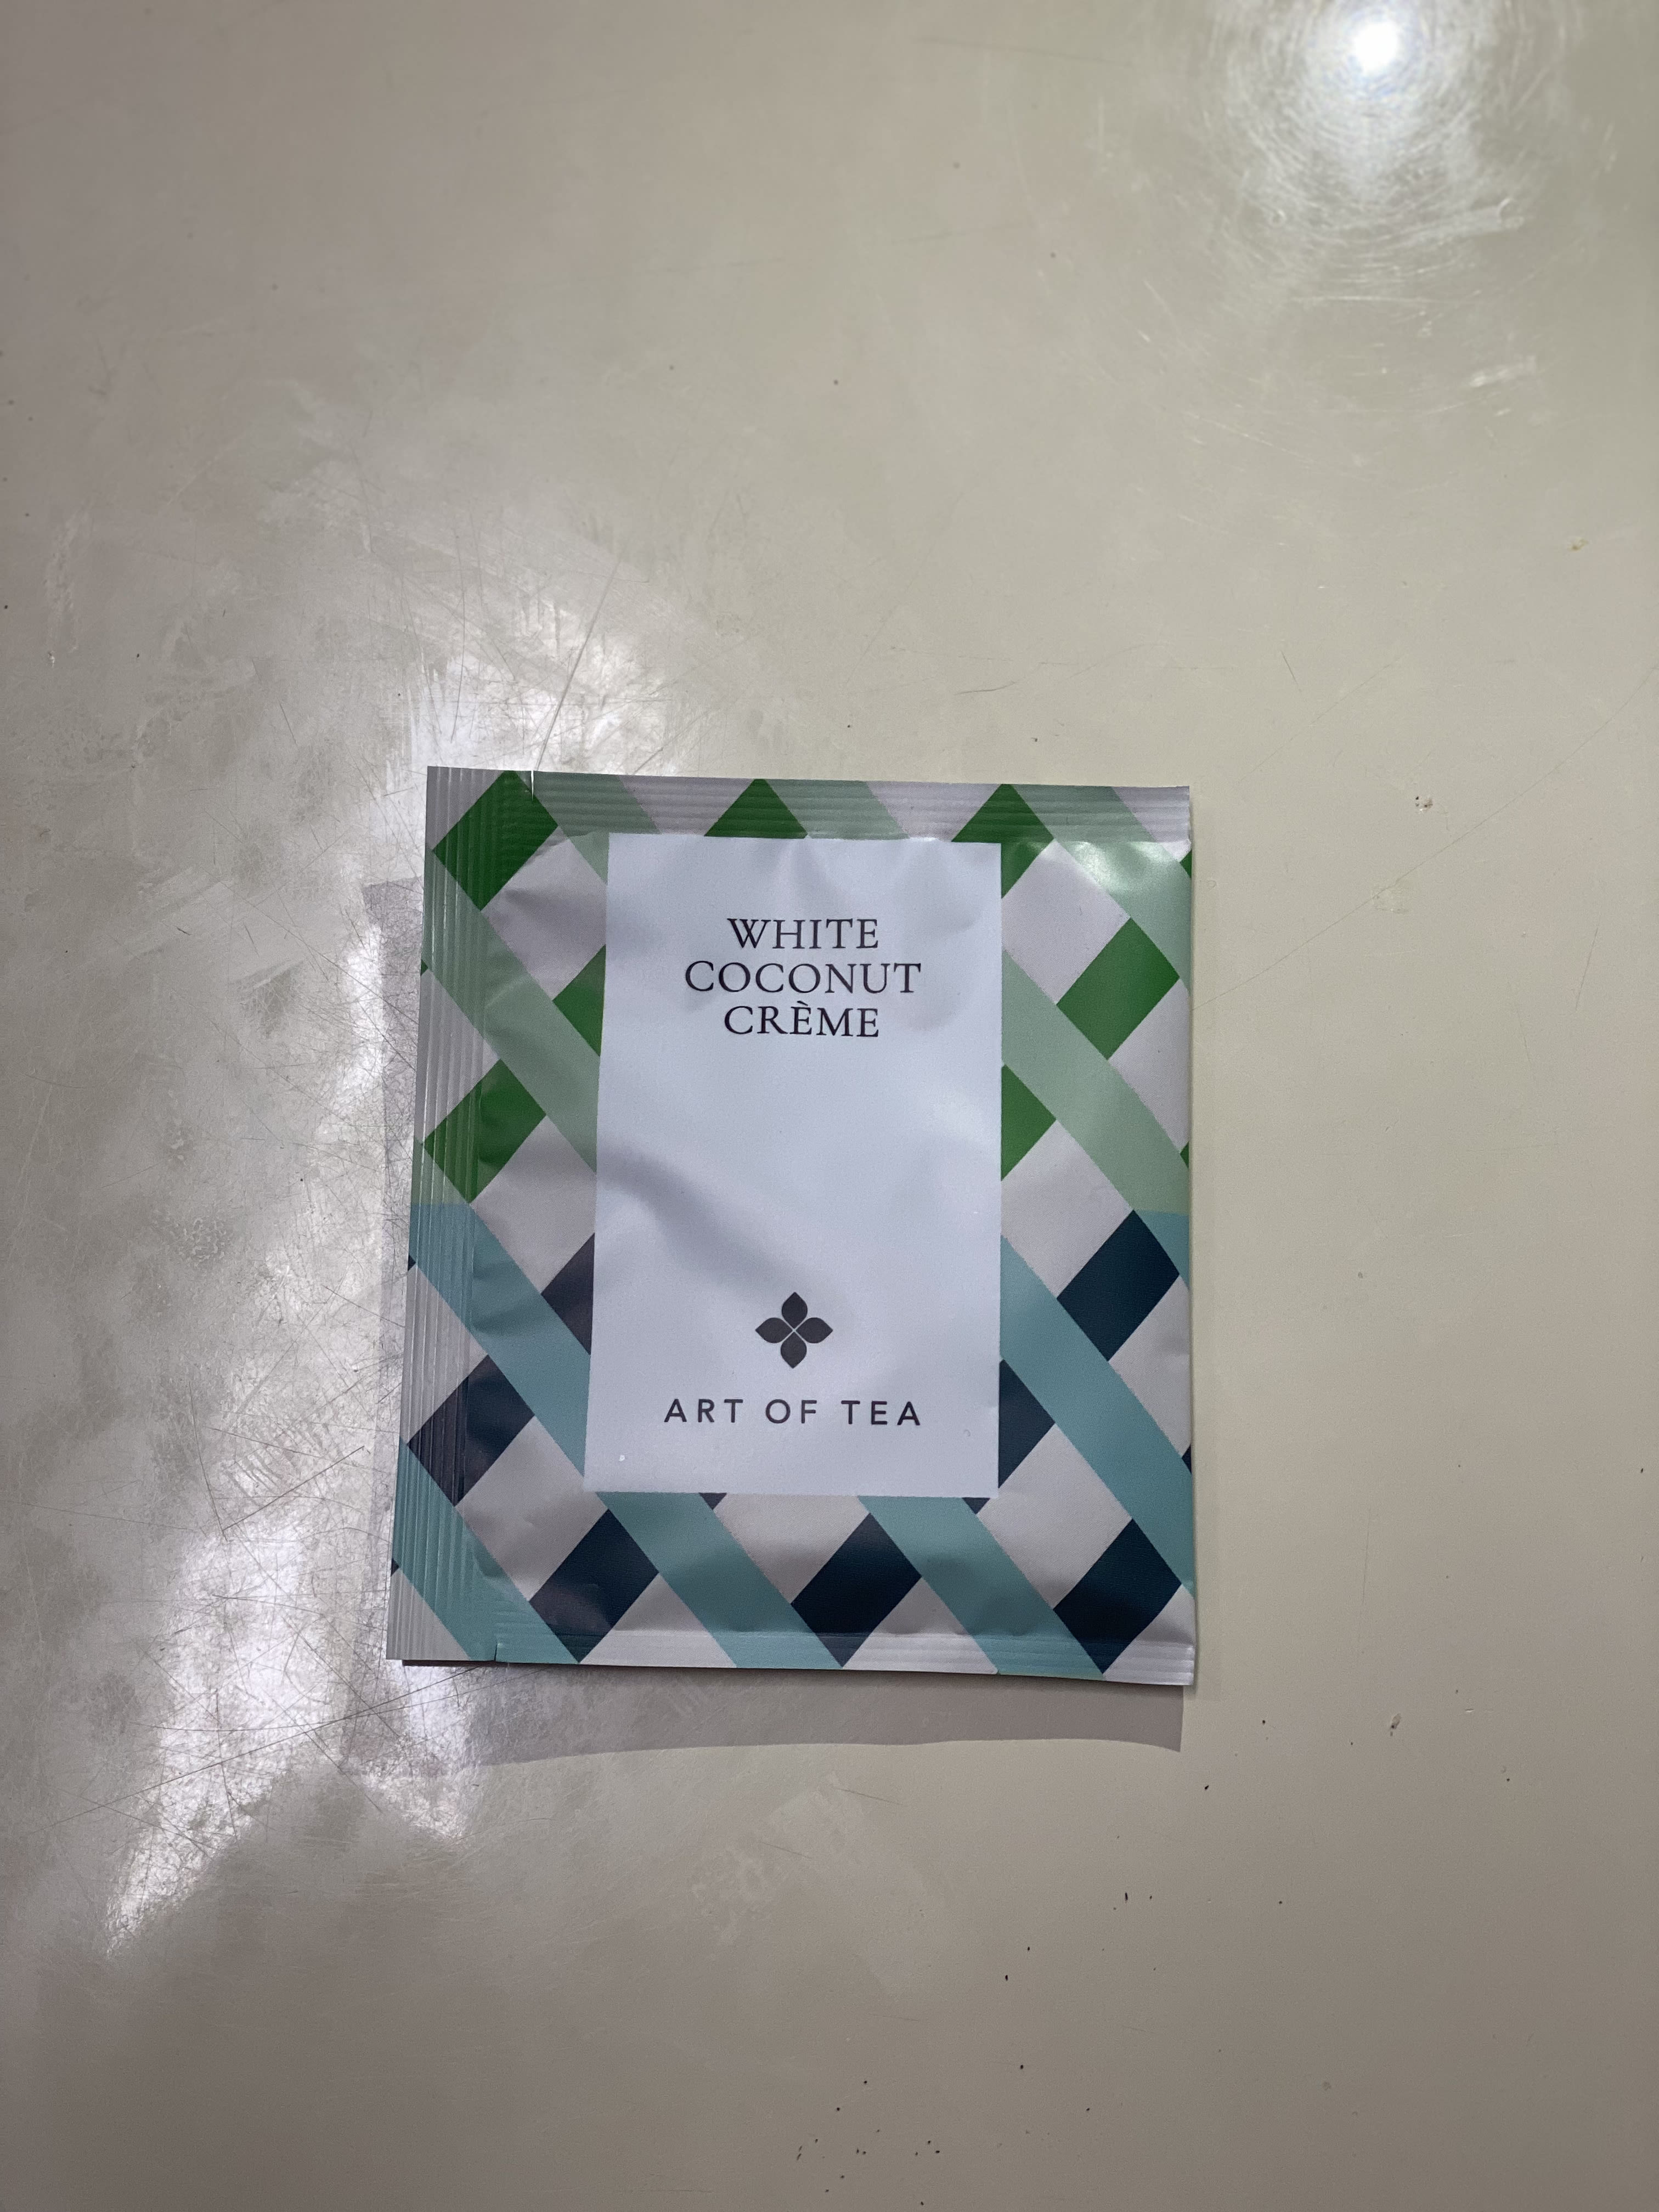 WHITE
COCONUT
CRÈME
ART OF TEA